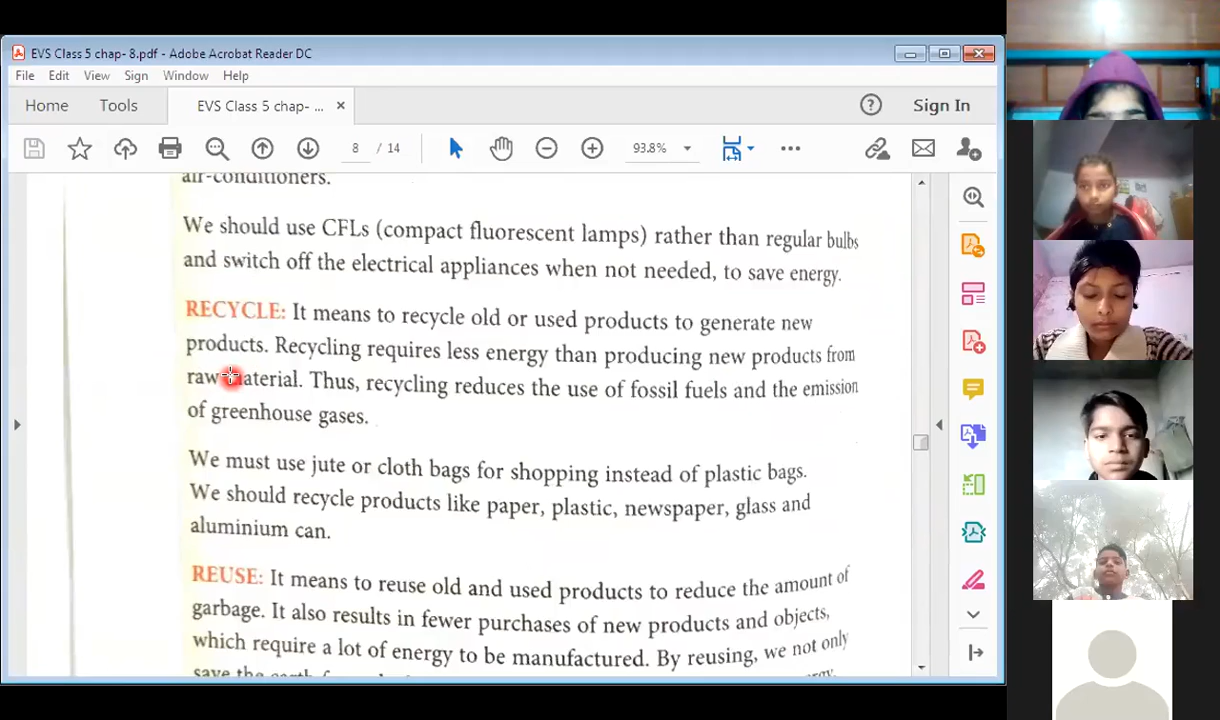 EVS Class 5 chap- 8.pdf - Adobe Acrobat Reader DC
File Edit View Sign Window Help
Home Tools EVS Class 5 chap- ... × Sign In
8 / 14 93.8%
air-conditioners.
We should use CFLs (compact fluorescent lamps) rather than regular bulbs
and switch off the electrical appliances when not needed, to save energy.
RECYCLE: It means to recycle old or used products to generate new
products. Recycling requires less energy than producing new products from
raw material. Thus, recycling reduces the use of fossil fuels and the emission
of greenhouse gases.
We must use jute or cloth bags for shopping instead of plastic bags.
We should recycle products like paper, plastic, newspaper, glass and
aluminium can.
REUSE: It means to reuse old and used products to reduce the amount of
garbage. It also results in fewer purchases of new products and objects,
which require a lot of energy to be manufactured. By reusing, we not only
save the earth